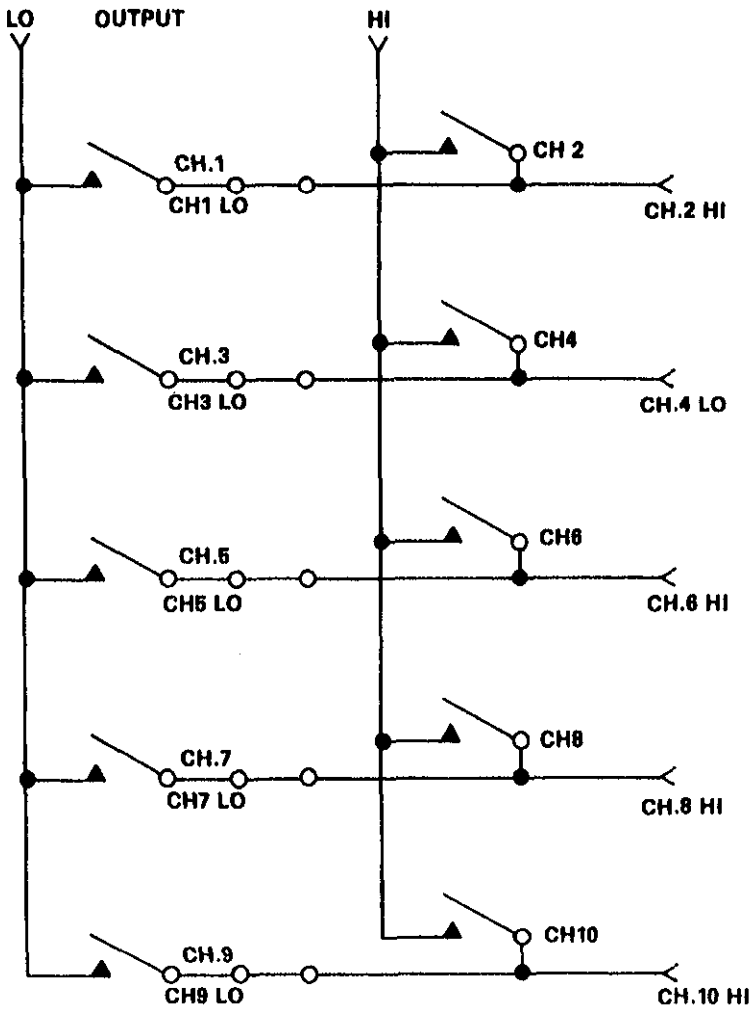 LO OUTPUT HI
CH 2
CH.1
CH1 LO
CH.2 HI
CH4
CH.3
CH3 LO
CH.4 LO
CH6
CH.5
CH5 LO
CH.6 HI
CH8
CH.7
CH7 LO
CH.8 HI
CH10
CH.9
CH9 LO
CH.10 HI